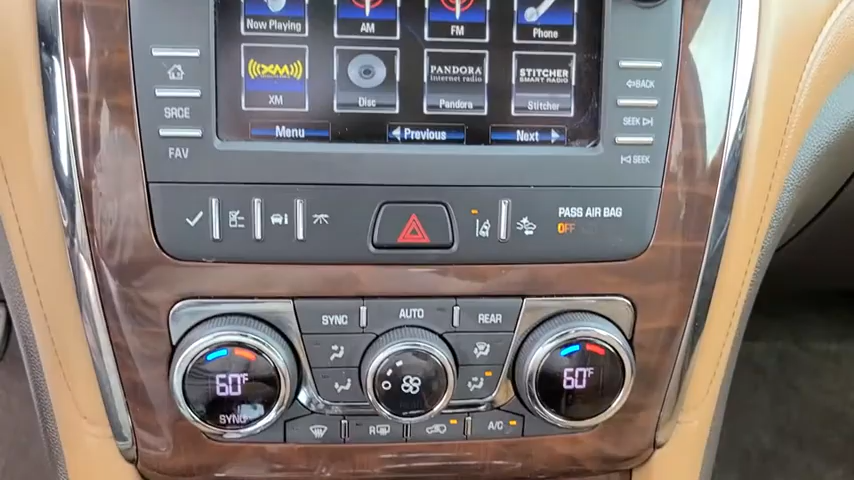 Now Playing AM FM Phone
((XM)) PANDORA internet radio STITCHER SMART RADIO
XM Disc Pandora Stitcher
Menu Previous Next
SRCE
FAV
BACK
SEEK
SEEK
PASS AIR BAG
OFF
SYNC AUTO REAR
60°F 60°F
SYNC
REAR A/C